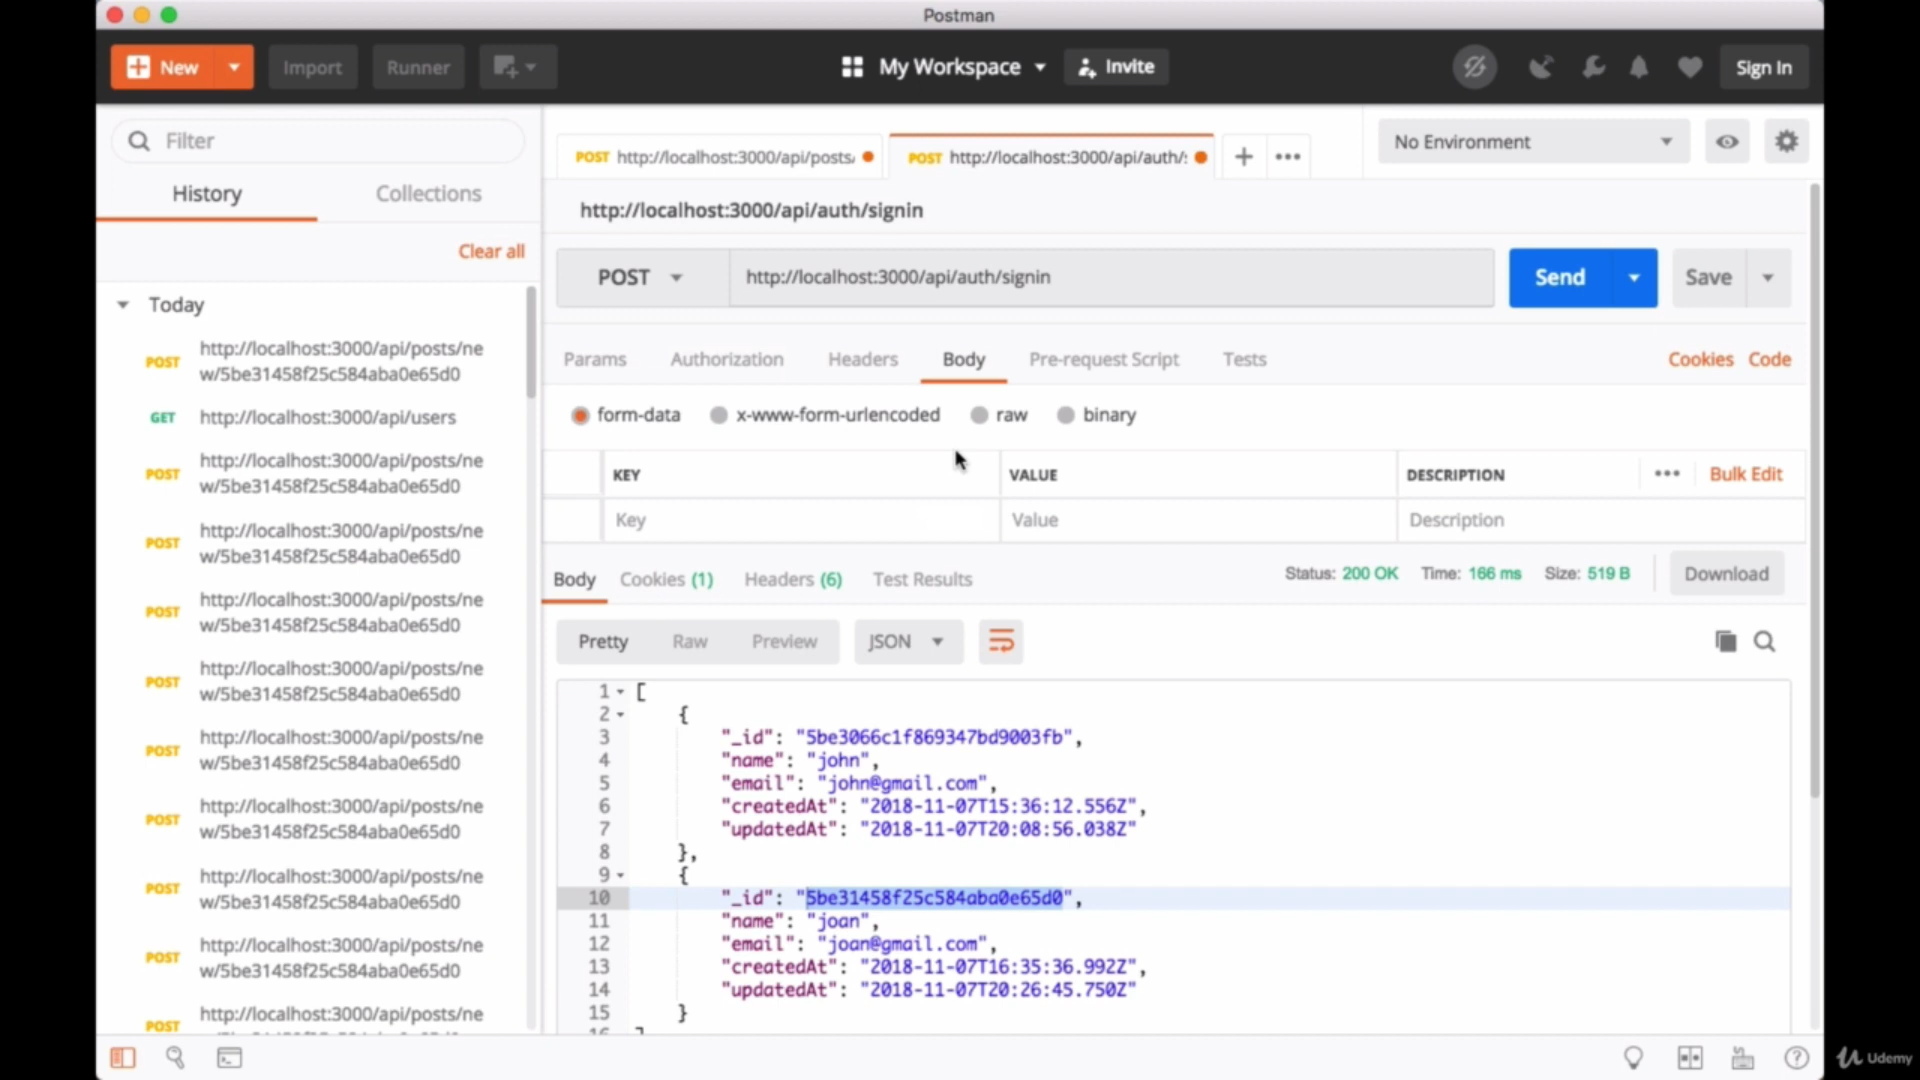 Postman
New
Import
Runner
My Workspace
Invite
Sign In
Filter
History
Collections
Clear all
Today
POST http://localhost:3000/api/posts/ne
w/5be31458f25c584aba0e65d0
GET http://localhost:3000/api/users
POST http://localhost:3000/api/posts/ne
w/5be31458f25c584aba0e65d0
POST http://localhost:3000/api/posts/ne
w/5be31458f25c584aba0e65d0
POST http://localhost:3000/api/posts/ne
w/5be31458f25c584aba0e65d0
POST http://localhost:3000/api/posts/ne
w/5be31458f25c584aba0e65d0
POST http://localhost:3000/api/posts/ne
w/5be31458f25c584aba0e65d0
POST http://localhost:3000/api/posts/ne
w/5be31458f25c584aba0e65d0
POST http://localhost:3000/api/posts/ne
w/5be31458f25c584aba0e65d0
POST http://localhost:3000/api/posts/ne
w/5be31458f25c584aba0e65d0
POST http://localhost:3000/api/posts/ne
POST http://localhost:3000/api/posts/
POST http://localhost:3000/api/auth/
No Environment
http://localhost:3000/api/auth/signin
POST
http://localhost:3000/api/auth/signin
Send
Save
Params
Authorization
Headers
Body
Pre-request Script
Tests
Cookies
Code
form-data
x-www-form-urlencoded
raw
binary
KEY
VALUE
DESCRIPTION
Bulk Edit
Key
Value
Description
Body
Cookies (1)
Headers (6)
Test Results
Status: 200 OK
Time: 166 ms
Size: 519 B
Download
Pretty
Raw
Preview
JSON
1 [
2 {
3 "_id": "5be3066c1f869347bd9003fb",
4 "name": "john",
5 "email": "john@gmail.com",
6 "createdAt": "2018-11-07T15:36:12.556Z",
7 "updatedAt": "2018-11-07T20:08:56.038Z"
8 },
9 {
10 "_id": "5be31458f25c584aba0e65d0",
11 "name": "joan",
12 "email": "joan@gmail.com",
13 "createdAt": "2018-11-07T16:35:36.992Z",
14 "updatedAt": "2018-11-07T20:26:45.750Z"
15 }
16 ]
Udemy